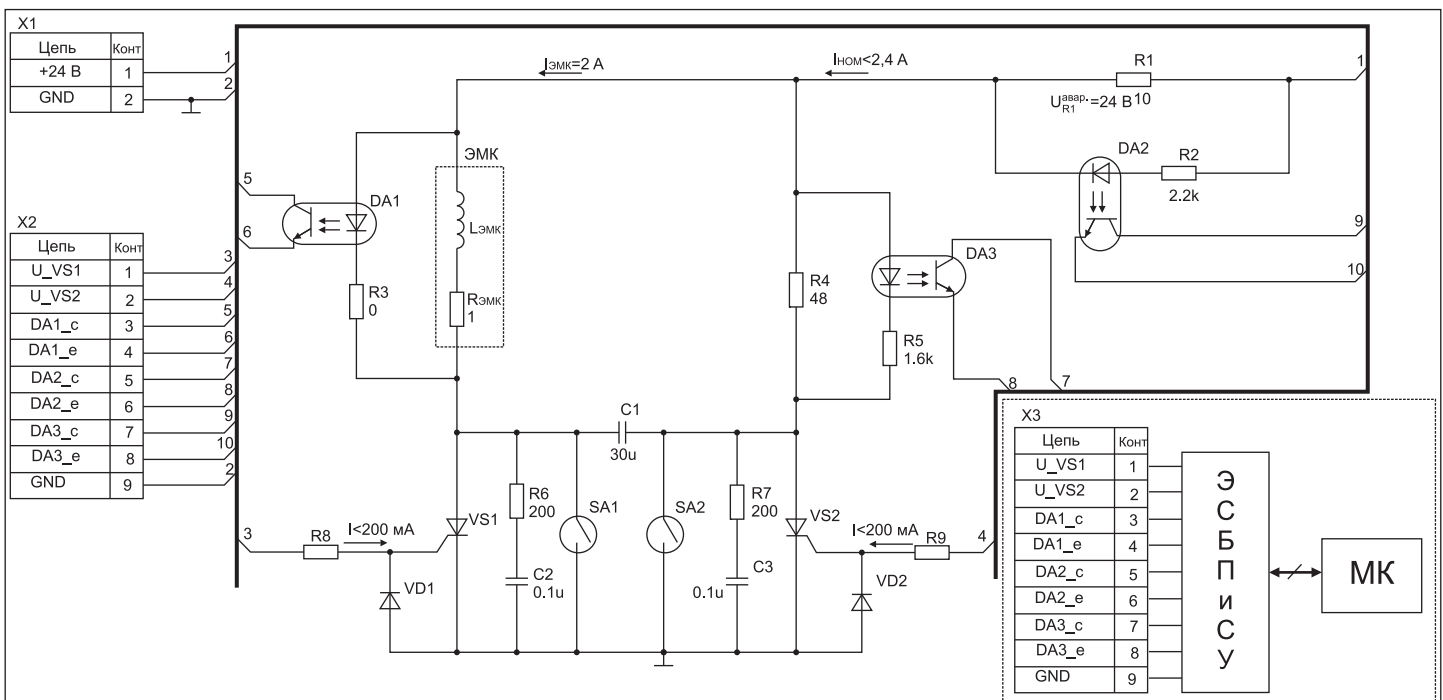 X1
Цепь Конт
+24 В 1
GND 2
1
2
Iэмк=2 А
Iном<2,4 А
R1
10
U авар. R1 =24 В
1
DA2
R2
2.2k
9
10
5
6
DA1
ЭМК
Lэмк
Rэмк
1
R3
0
R4
48
DA3
R5
1.6k
8
7
X2
Цепь Конт
U_VS1 1
U_VS2 2
DA1_c 3
DA1_e 4
DA2_c 5
DA2_e 6
DA3_c 7
DA3_e 8
GND 9
3
4
5
6
7
8
9
10
2
C1
30u
R6
200
SA1
SA2
R7
200
VS1
VS2
3
R8
I<200 мА
I<200 мА
R9
4
VD1
C2
0.1u
C3
0.1u
VD2
X3
Цепь Конт
U_VS1 1
U_VS2 2
DA1_c 3
DA1_e 4
DA2_c 5
DA2_e 6
DA3_c 7
DA3_e 8
GND 9
Э
С
Б
П
и
С
У
МК